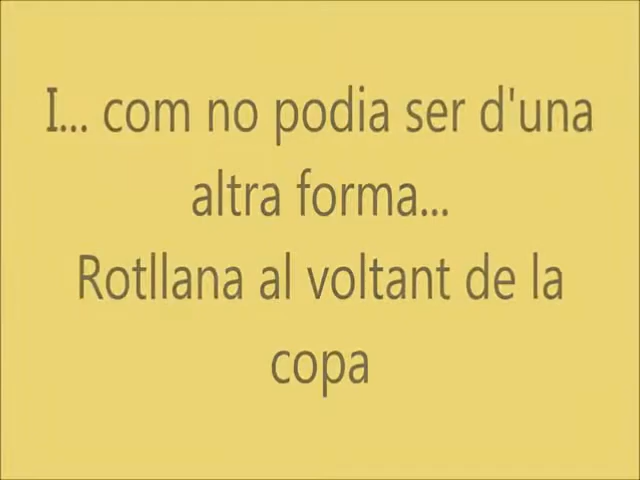 I... com no podia ser d'una
altra forma...
Rotllana al voltant de la
copa